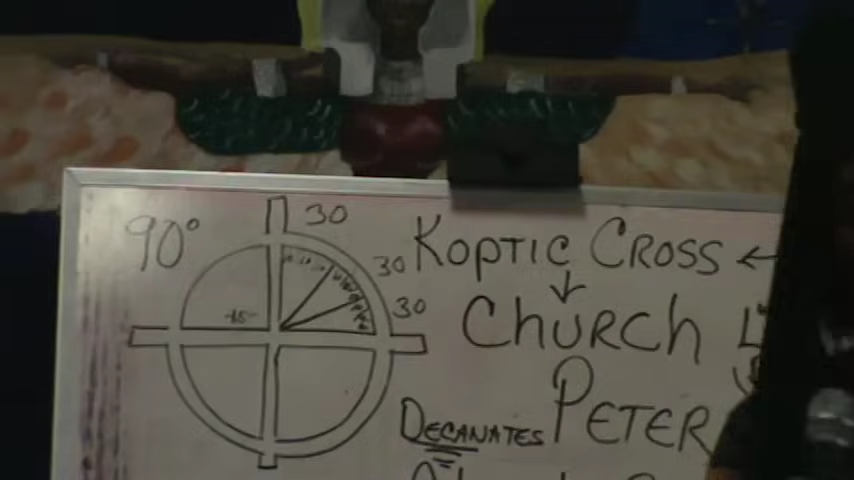 90° 30 KOPTIC CROSS ←
30
30
CHURCH L
PETER
DECANATES